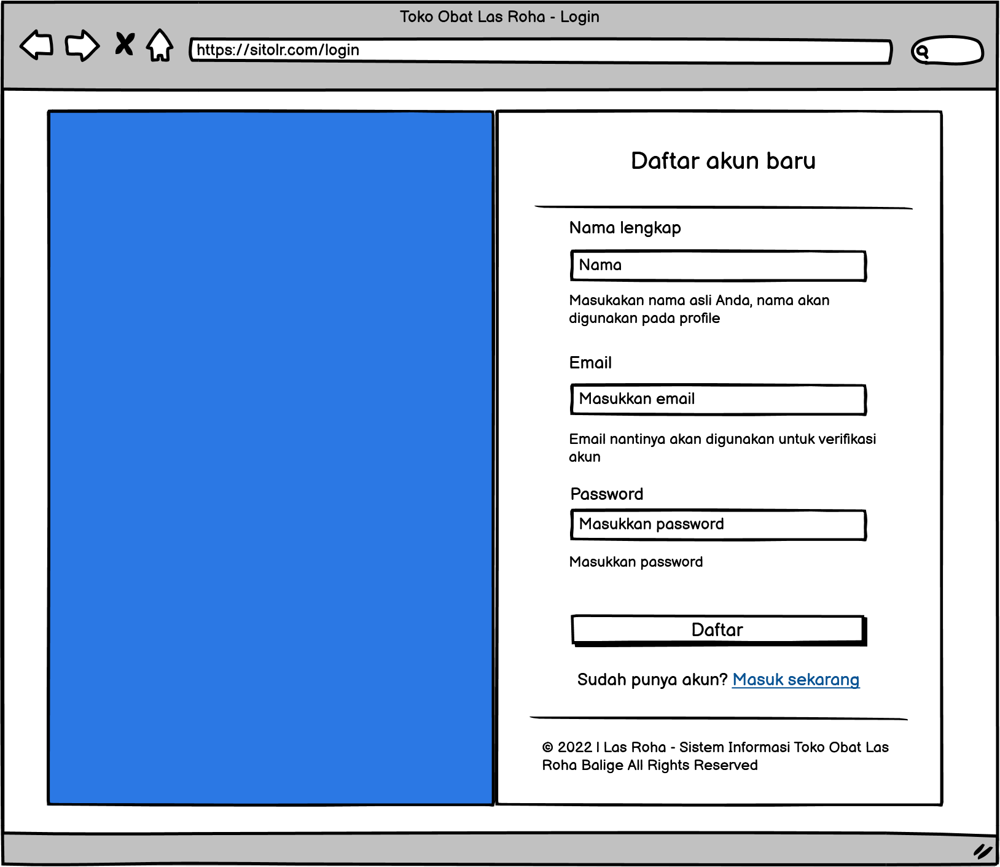 Toko Obat Las Roha - Login
https://sitolr.com/login
Daftar akun baru
Nama lengkap
Nama
Masukakan nama asli Anda, nama akan
digunakan pada profile
Email
Masukkan email
Email nantinya akan digunakan untuk verifikasi
akun
Password
Masukkan password
Masukkan password
Daftar
Sudah punya akun? Masuk sekarang
© 2022 | Las Roha - Sistem Informasi Toko Obat Las
Roha Balige All Rights Reserved